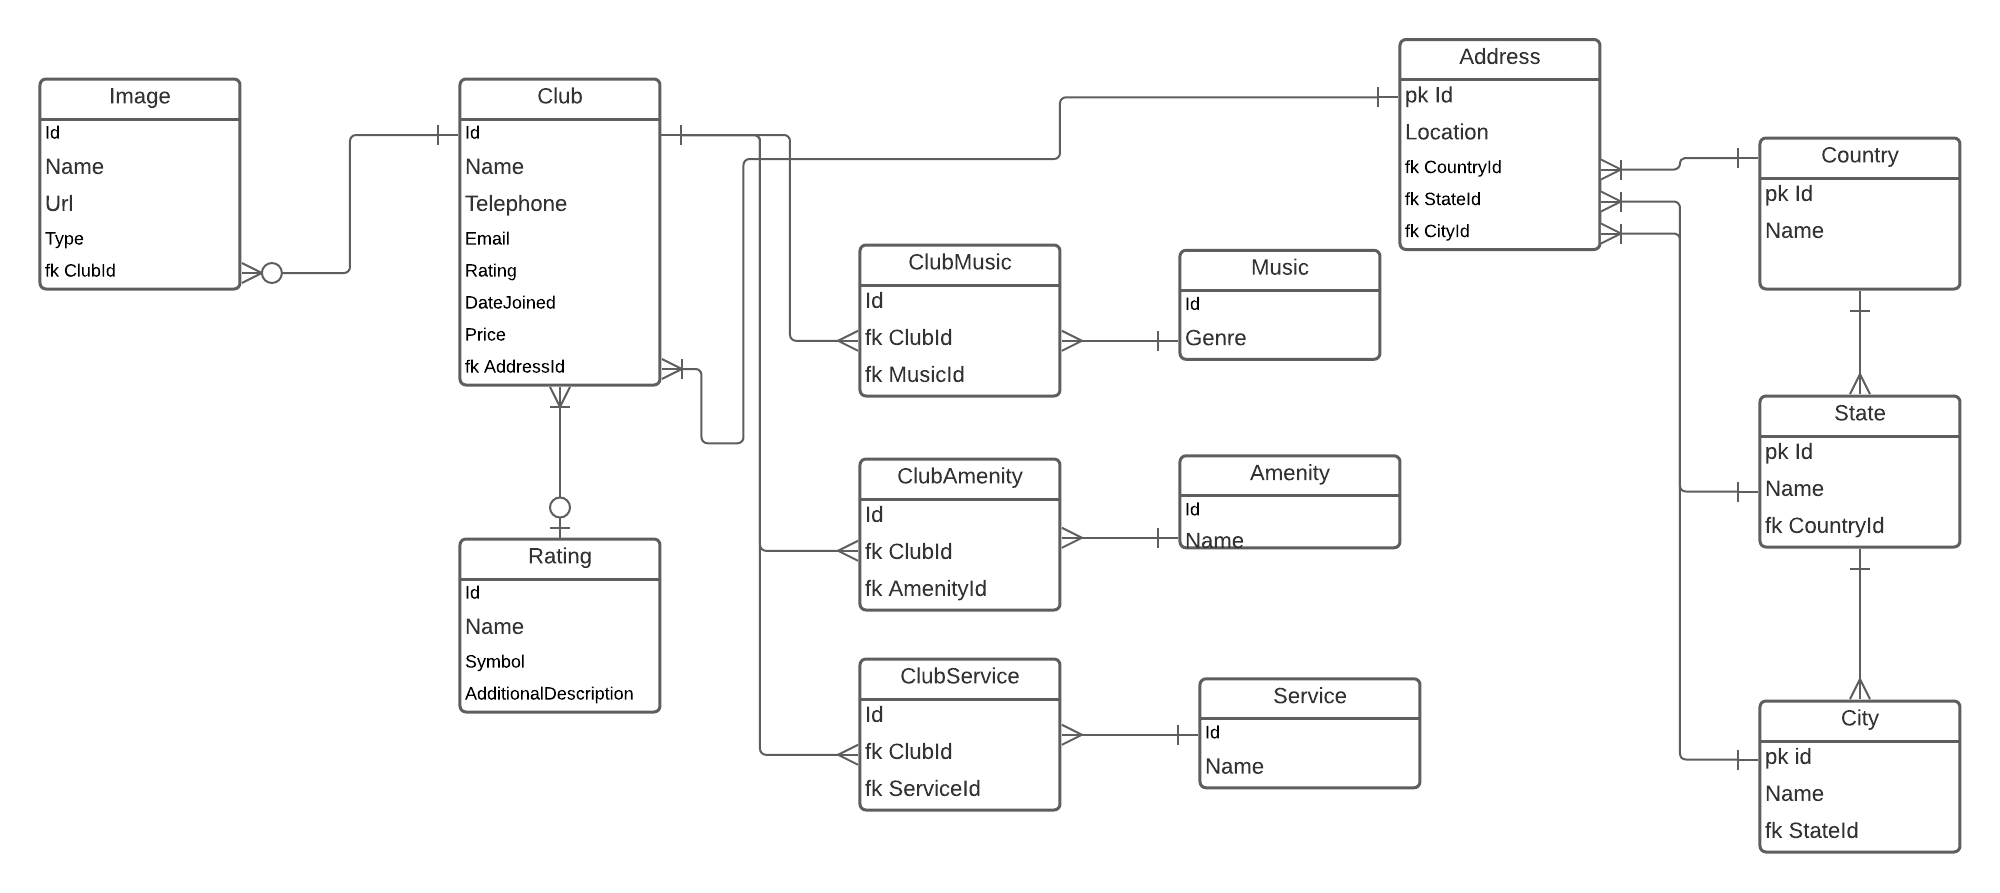 Image
Id
Name
Url
Type
fk ClubId
Club
Id
Name
Telephone
Email
Rating
DateJoined
Price
fk AddressId
Rating
Id
Name
Symbol
AdditionalDescription
ClubMusic
Id
fk ClubId
fk MusicId
Music
Id
Genre
ClubAmenity
Id
fk ClubId
fk AmenityId
Amenity
Id
Name
ClubService
Id
fk ClubId
fk ServiceId
Service
Id
Name
Address
pk Id
Location
fk CountryId
fk StateId
fk CityId
Country
pk Id
Name
State
pk Id
Name
fk CountryId
City
pk id
Name
fk StateId